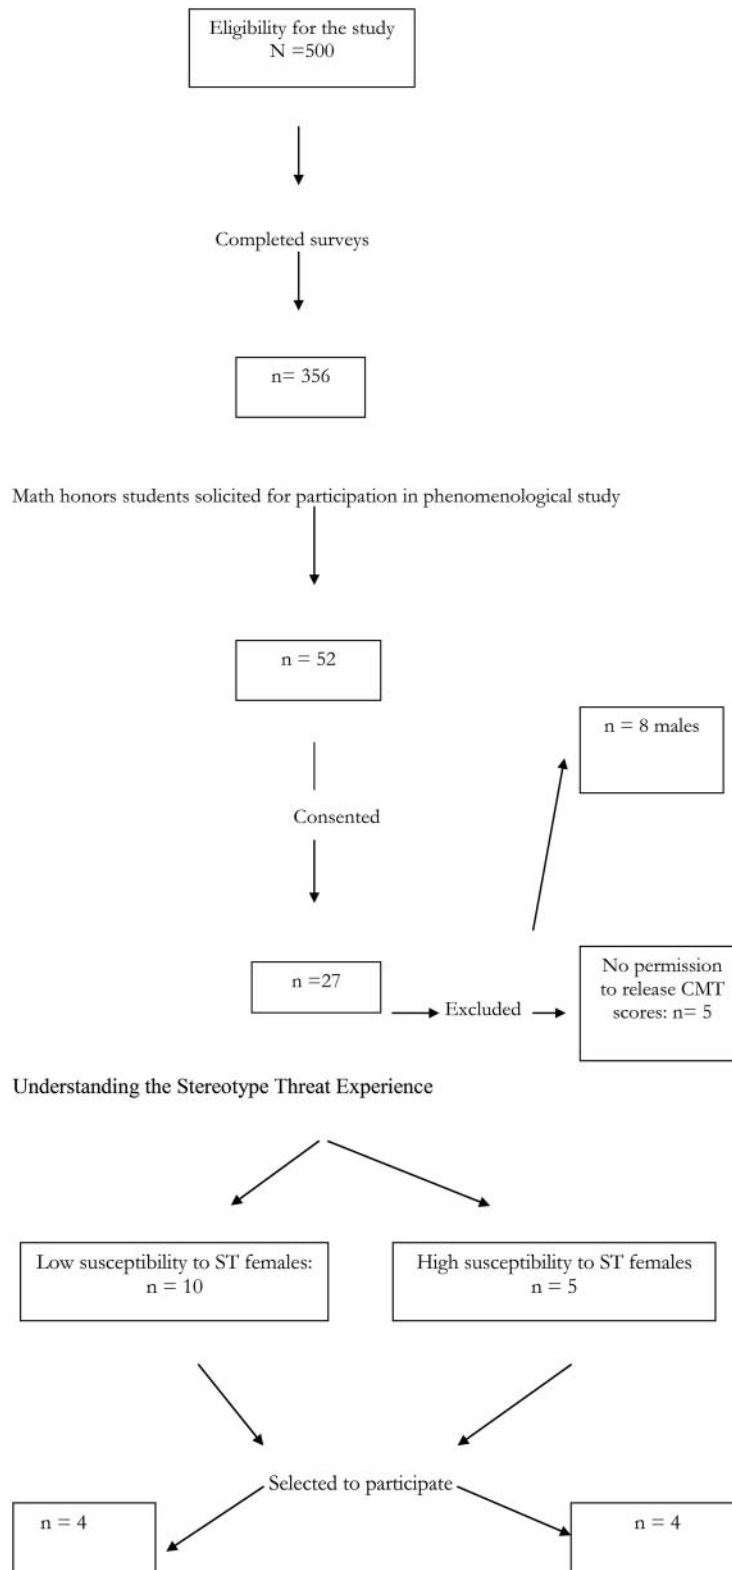 Eligibility for the study
N =500
Completed surveys
n= 356
Math honors students solicited for participation in phenomenological study
n = 52
n = 8 males
Consented
n =27
Excluded
No permission
to release CMT
scores: n= 5
Understanding the Stereotype Threat Experience
Low susceptibility to ST females:
n = 10
High susceptibility to ST females
n = 5
Selected to participate
n = 4
n = 4